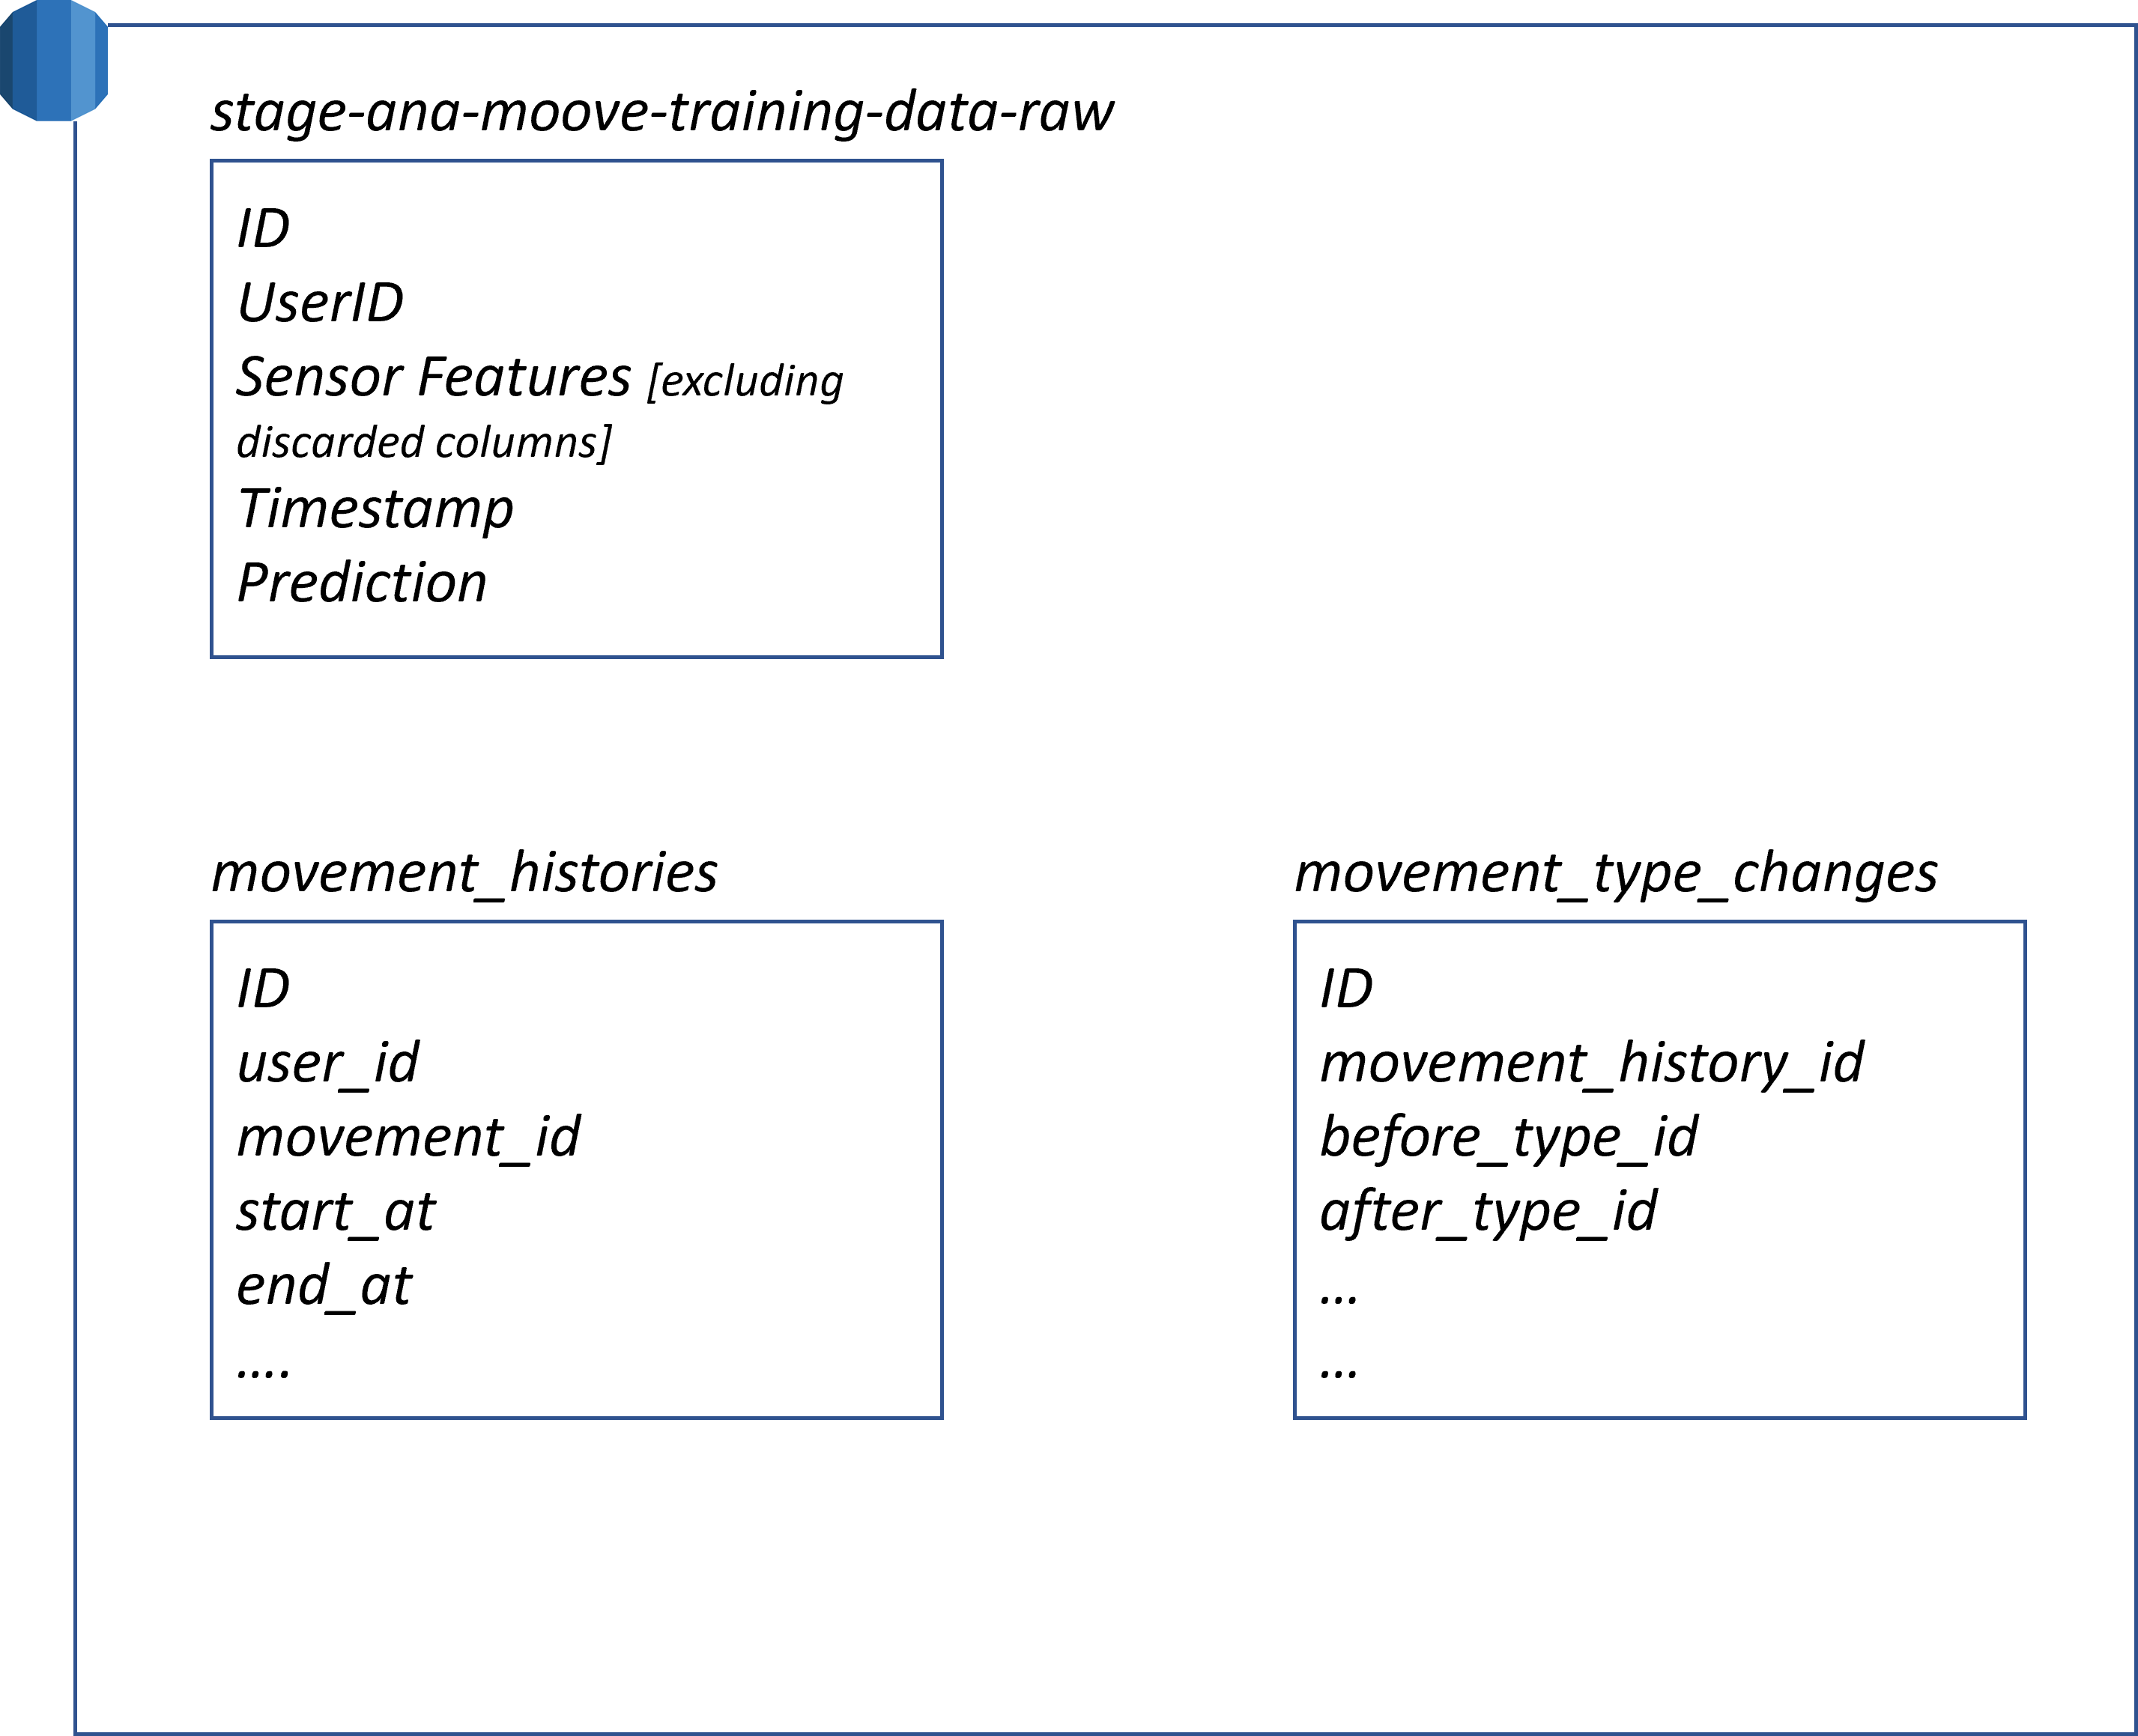 stage-ana-moove-training-data-raw
ID
UserID
Sensor Features [excluding
discarded columns]
Timestamp
Prediction
movement_histories
ID
user_id
movement_id
start_at
end_at
....
movement_type_changes
ID
movement_history_id
before_type_id
after_type_id
...
...